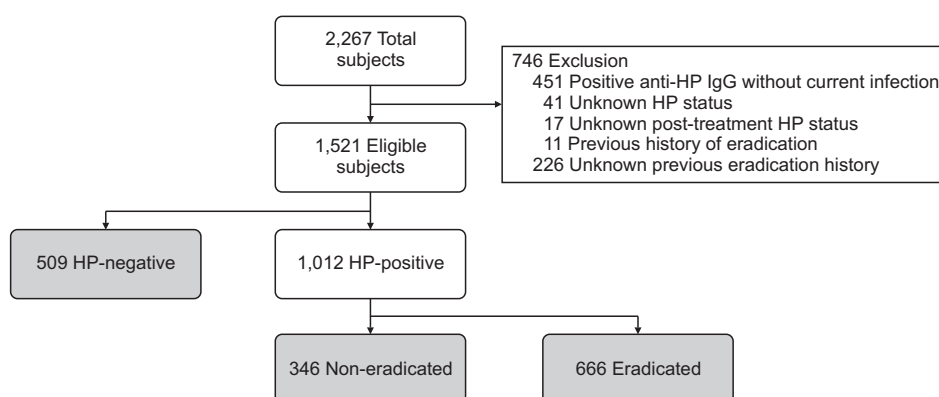 2,267 Total
subjects
746 Exclusion
451 Positive anti-HP IgG without current infection
41 Unknown HP status
17 Unknown post-treatment HP status
11 Previous history of eradication
226 Unknown previous eradication history
1,521 Eligible
subjects
509 HP-negative
1,012 HP-positive
346 Non-eradicated
666 Eradicated